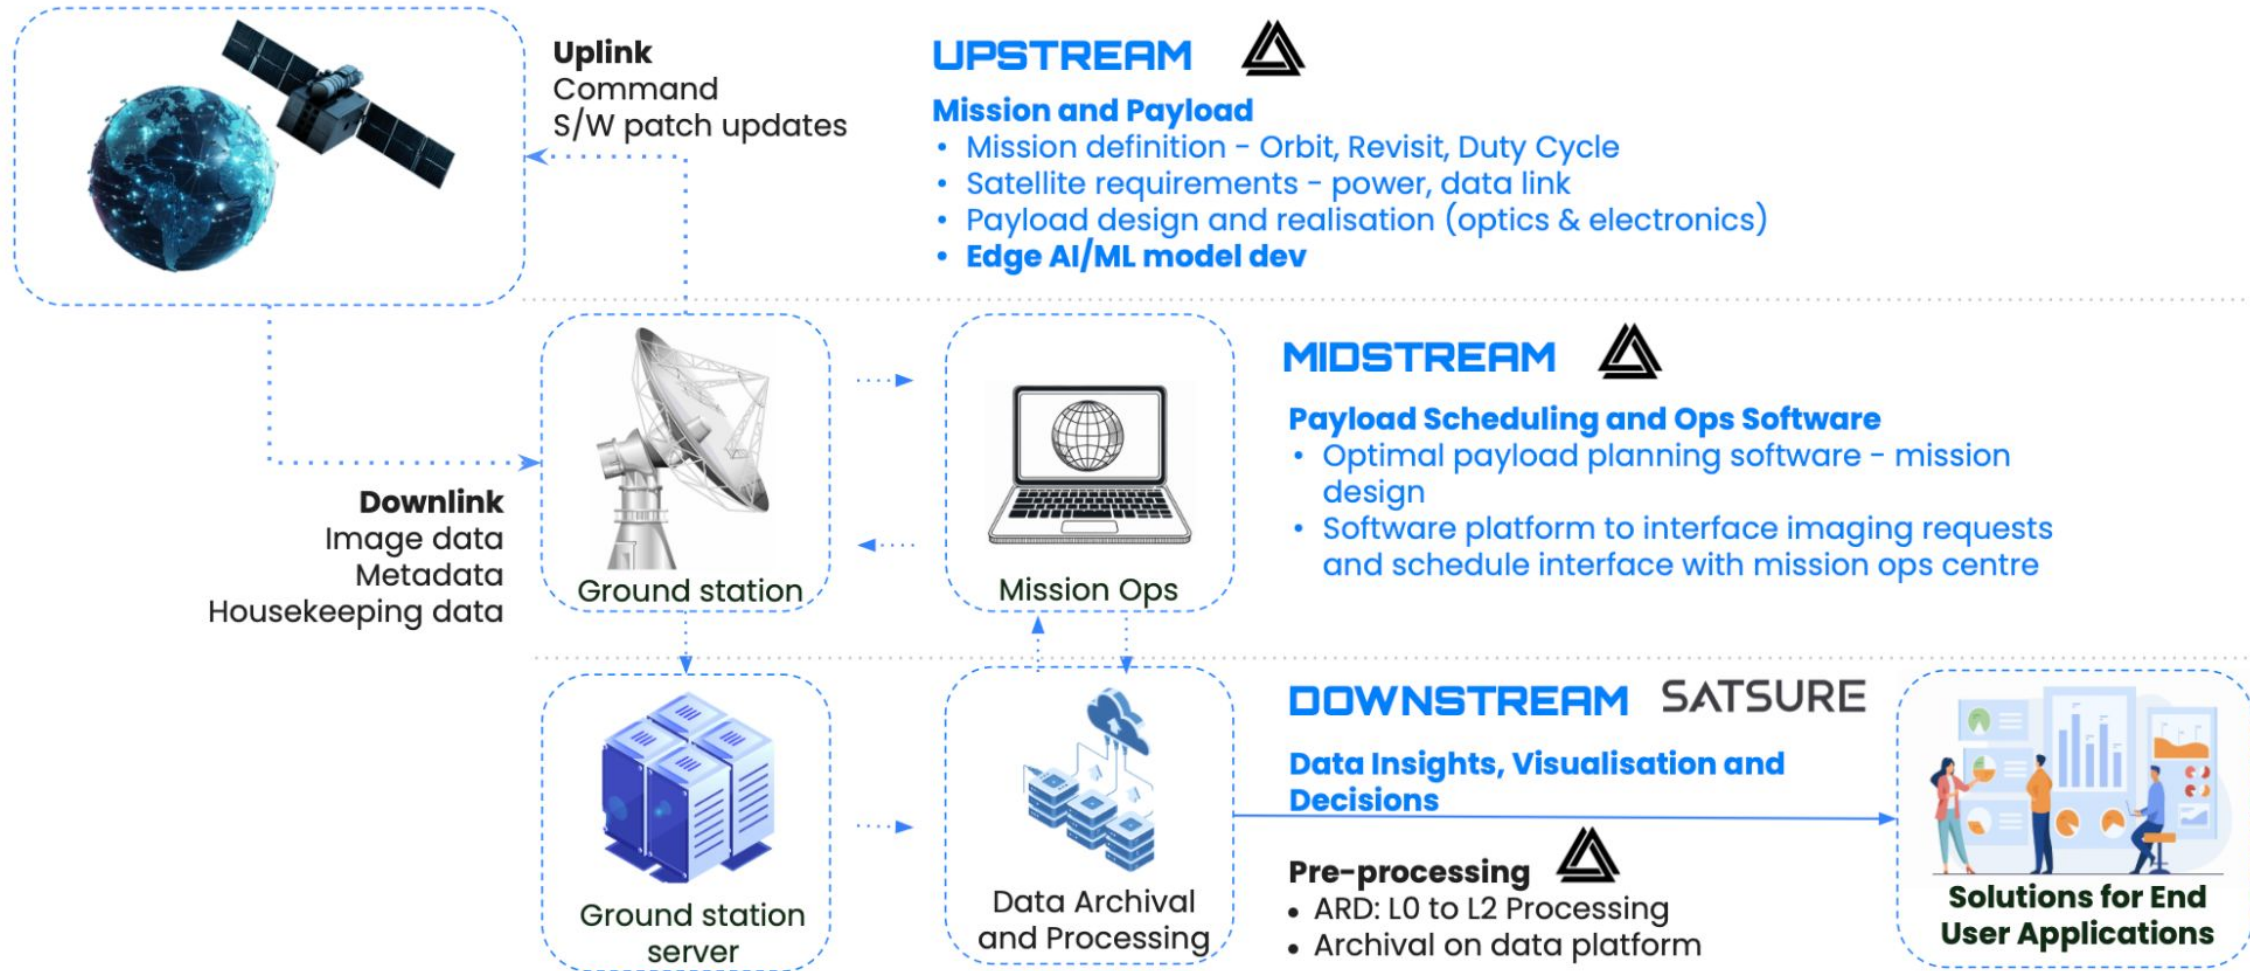 Uplink
Command
S/W patch updates
UPSTREAM
Mission and Payload
• Mission definition - Orbit, Revisit, Duty Cycle
• Satellite requirements - power, data link
• Payload design and realisation (optics & electronics)
• Edge AI/ML model dev
Downlink
Image data
Metadata
Housekeeping data
Ground station
Mission Ops
MIDSTREAM
Payload Scheduling and Ops Software
• Optimal payload planning software - mission
design
• Software platform to interface imaging requests
and schedule interface with mission ops centre
Ground station
server
Data Archival
and Processing
DOWNSTREAM SATSURE
Data Insights, Visualisation and
Decisions
Pre-processing
• ARD: L0 to L2 Processing
• Archival on data platform
Solutions for End
User Applications